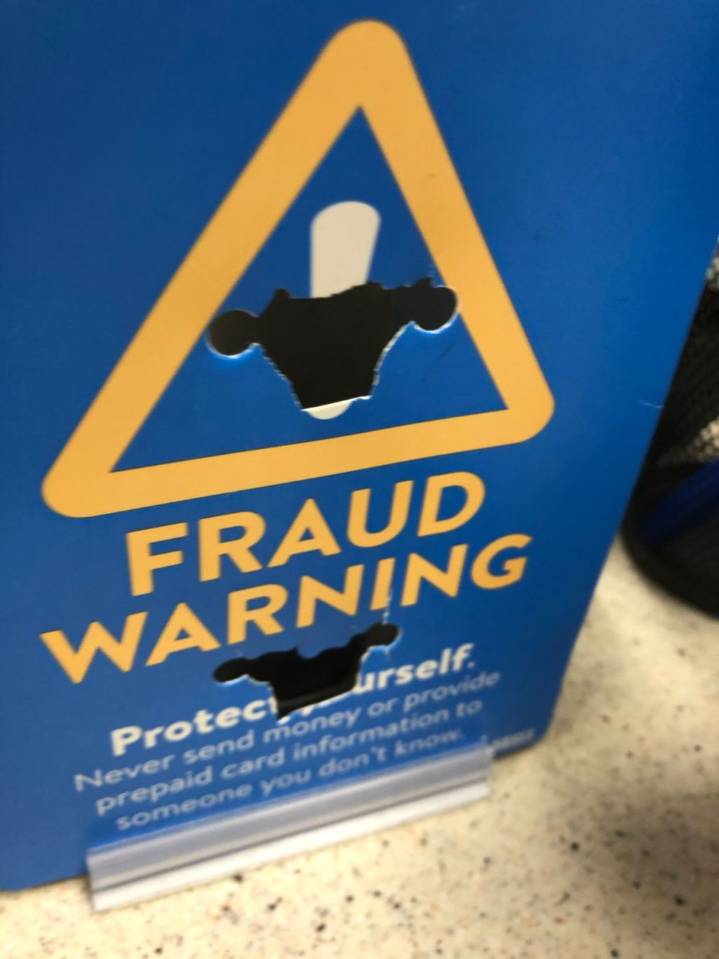 FRAUD
WARNING
Protec urself.
Never send money or provide
prepaid card information to
someone you don't know.